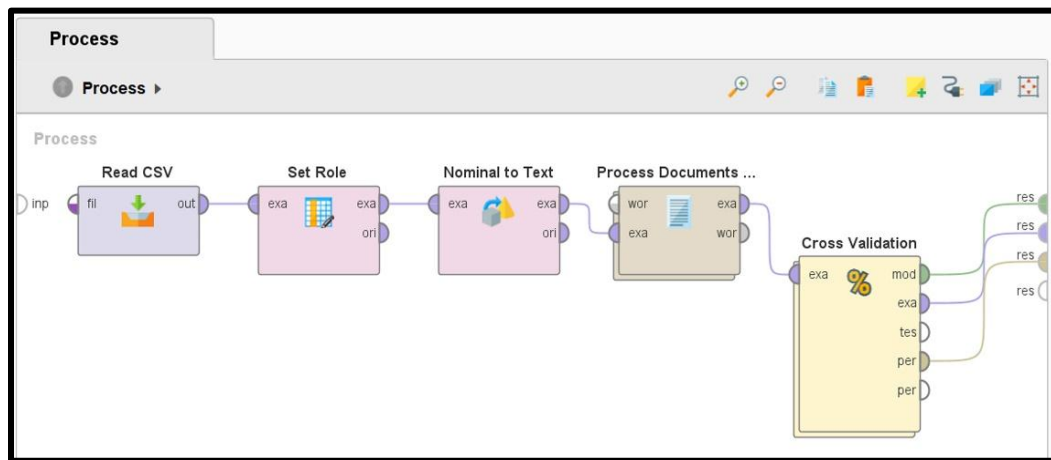 Process
Process
Process
Read CSV
inp
fil
out
Set Role
exa
exa
ori
Nominal to Text
exa
exa
ori
Process Documents ...
wor
exa
exa
wor
Cross Validation
exa
%
mod
exa
tes
per
per
res
res
res
res